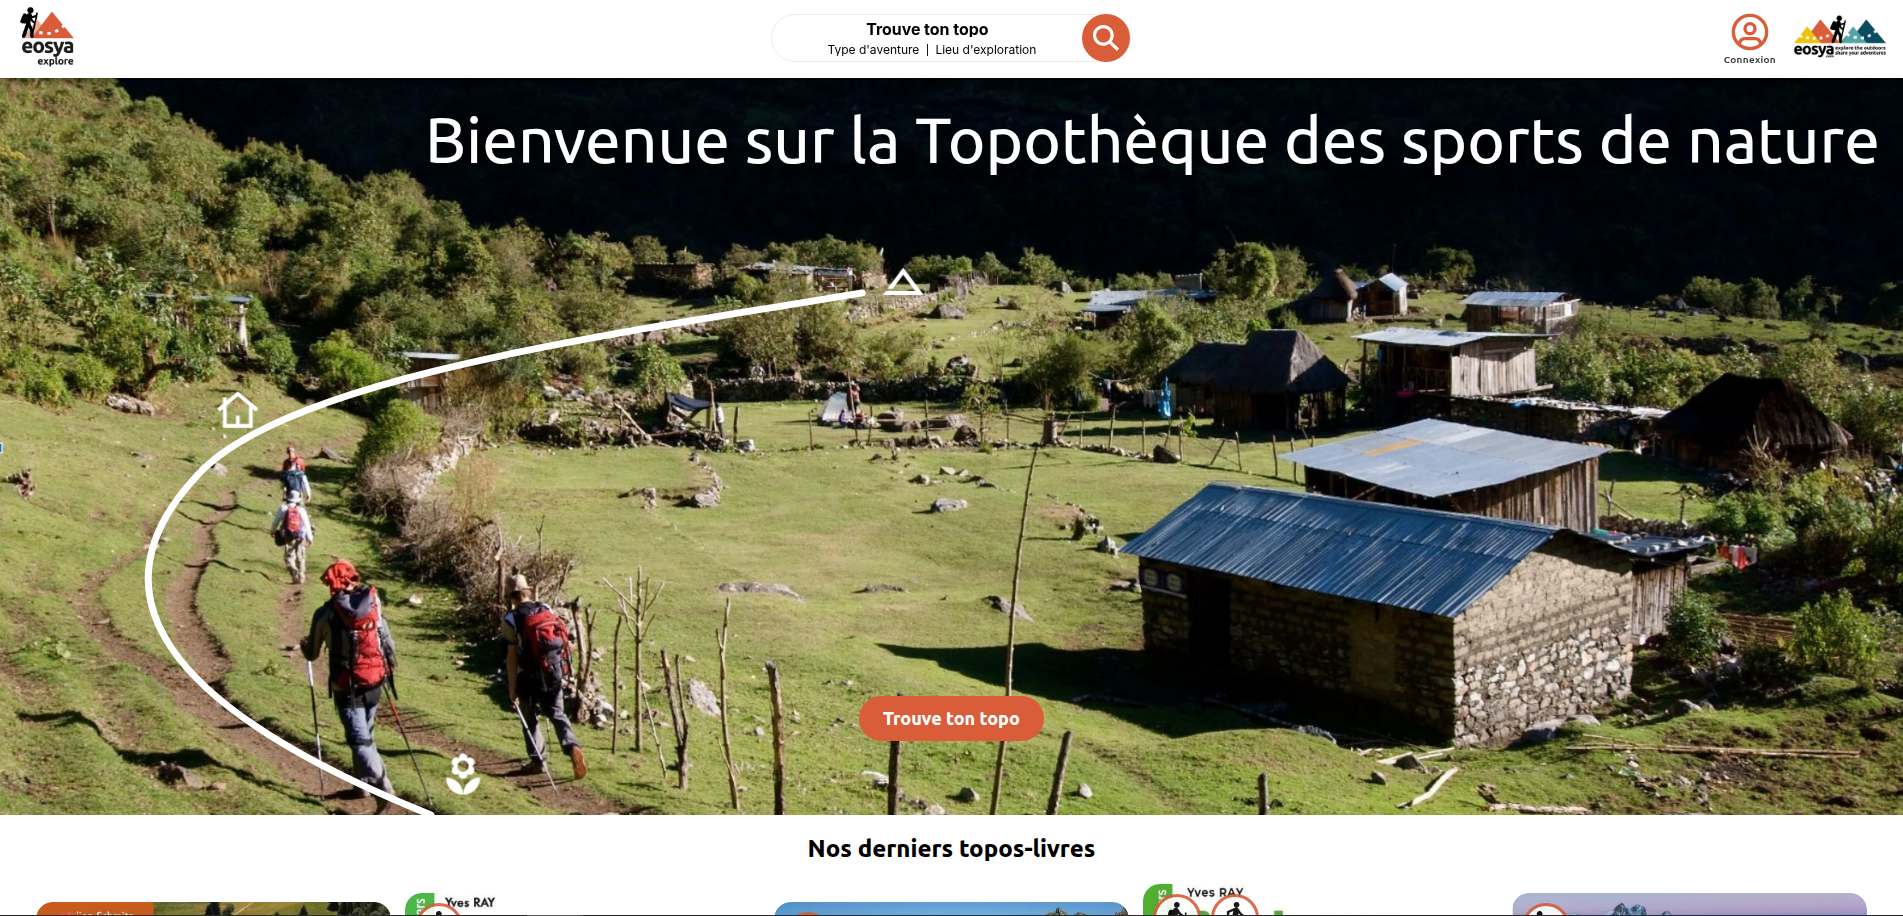 eosya
explore
Trouve ton topo
Type d'aventure | Lieu d'exploration
Connexion
eosya
explore the outdoors
share your adventures
Bienvenue sur la Topothèque des sports de nature
Trouve ton topo
Nos derniers topos-livres
Yves RAY
Yves RAY